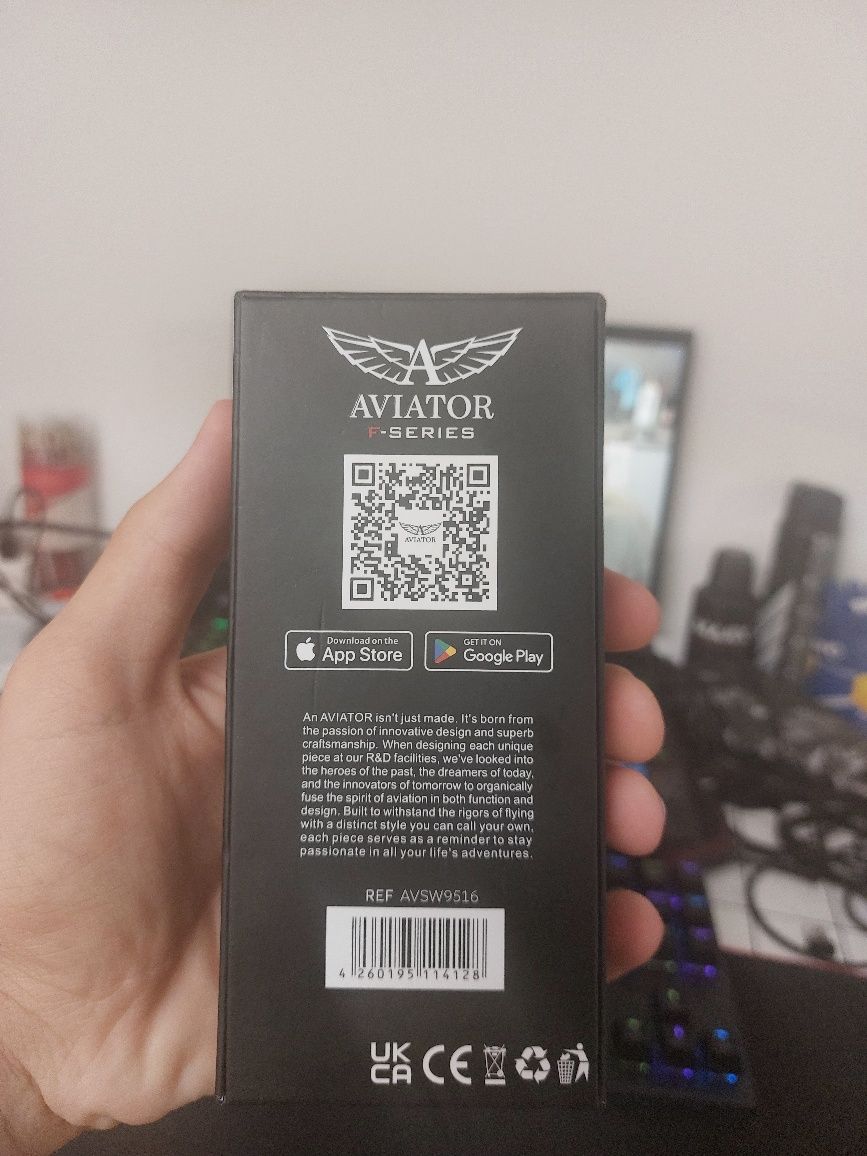 AVIATOR
F-SERIES
AVIATOR
Download on the
App Store
GET IT ON
Google Play
An AVIATOR isn't just made. It's born from
the passion of innovative design and superb
craftsmanship. When designing each unique
piece at our R&D facilities, we've looked into
the heroes of the past, the dreamers of today,
and the innovators of tomorrow to organically
fuse the spirit of aviation in both function and
design. Built to withstand the rigors of flying
with a distinct style you can call your own,
each piece serves as a reminder to stay
passionate in all your life's adventures.
REF AVSW9516
4 260195 114128
UK
CA CE